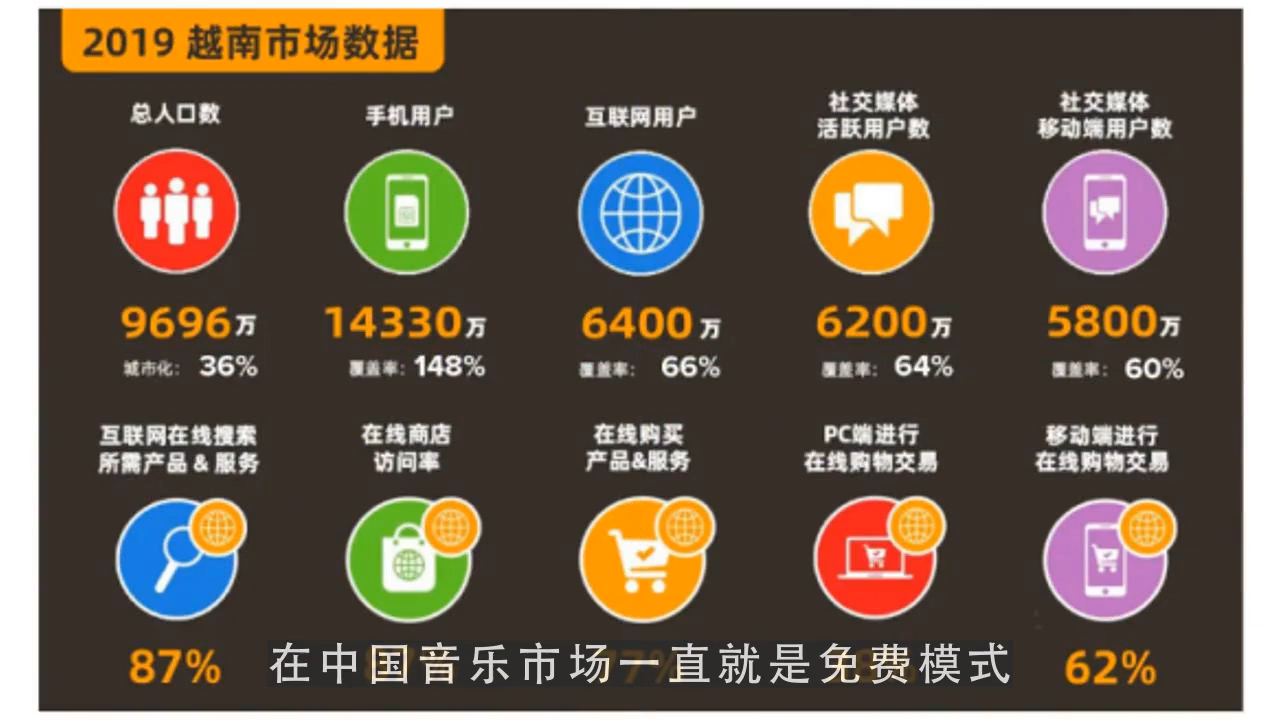 2019 越南市场数据
总人口数
手机用户
互联网用户
社交媒体
活跃用户数
社交媒体
移动端用户数
9696万
14330万
6400万
6200万
5800万
城市化： 36%
覆盖率：148%
覆盖率： 66%
覆盖率： 64%
覆盖率： 60%
互联网在线搜索
所需产品 & 服务
在线商店
访问率
在线购买
产品&服务
PC端进行
在线购物交易
移动端进行
在线购物交易
87%
62%
在中国音乐市场一直就是免费模式